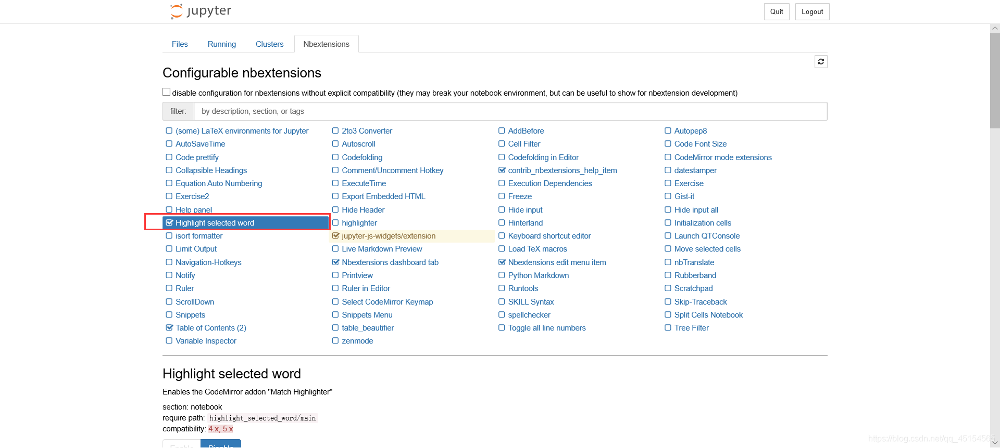 jupyter
Quit
Logout
Files
Running
Clusters
Nbextensions
Configurable nbextensions
disable configuration for nbextensions without explicit compatibility (they may break your notebook environment, but can be useful to show for nbextension development)
filter: by description, section, or tags
(some) LaTeX environments for Jupyter
2to3 Converter
AddBefore
Autopep8
AutoSaveTime
Autoscroll
Cell Filter
Code Font Size
Code prettify
Codefolding
Codefolding in Editor
CodeMirror mode extensions
Collapsible Headings
Comment/Uncomment Hotkey
contrib_nbextensions_help_item
datestamper
Equation Auto Numbering
ExecuteTime
Execution Dependencies
Exercise
Exercise2
Export Embedded HTML
Freeze
Gist-it
Help panel
Hide Header
Hide input
Hide input all
Highlight selected word
highlighter
Hinterland
Initialization cells
isort formatter
jupyter-js-widgets/extension
Keyboard shortcut editor
Launch QTConsole
Limit Output
Live Markdown Preview
Load TeX macros
Move selected cells
Navigation-Hotkeys
Nbextensions dashboard tab
Nbextensions edit menu item
nbTranslate
Notify
Printview
Python Markdown
Rubberband
Ruler
Ruler in Editor
Runtools
Scratchpad
ScrollDown
Select CodeMirror Keymap
SKILL Syntax
Skip-Traceback
Snippets
Snippets Menu
spellchecker
Split Cells Notebook
Table of Contents (2)
table_beautifier
Toggle all line numbers
Tree Filter
Variable Inspector
zenmode
Highlight selected word
Enables the CodeMirror addon "Match Highlighter"
section: notebook
require path: highlight_selected_word/main
compatibility: 4.x, 5.x
Enable
Disable
https://blog.csdn.net/qq_45154565